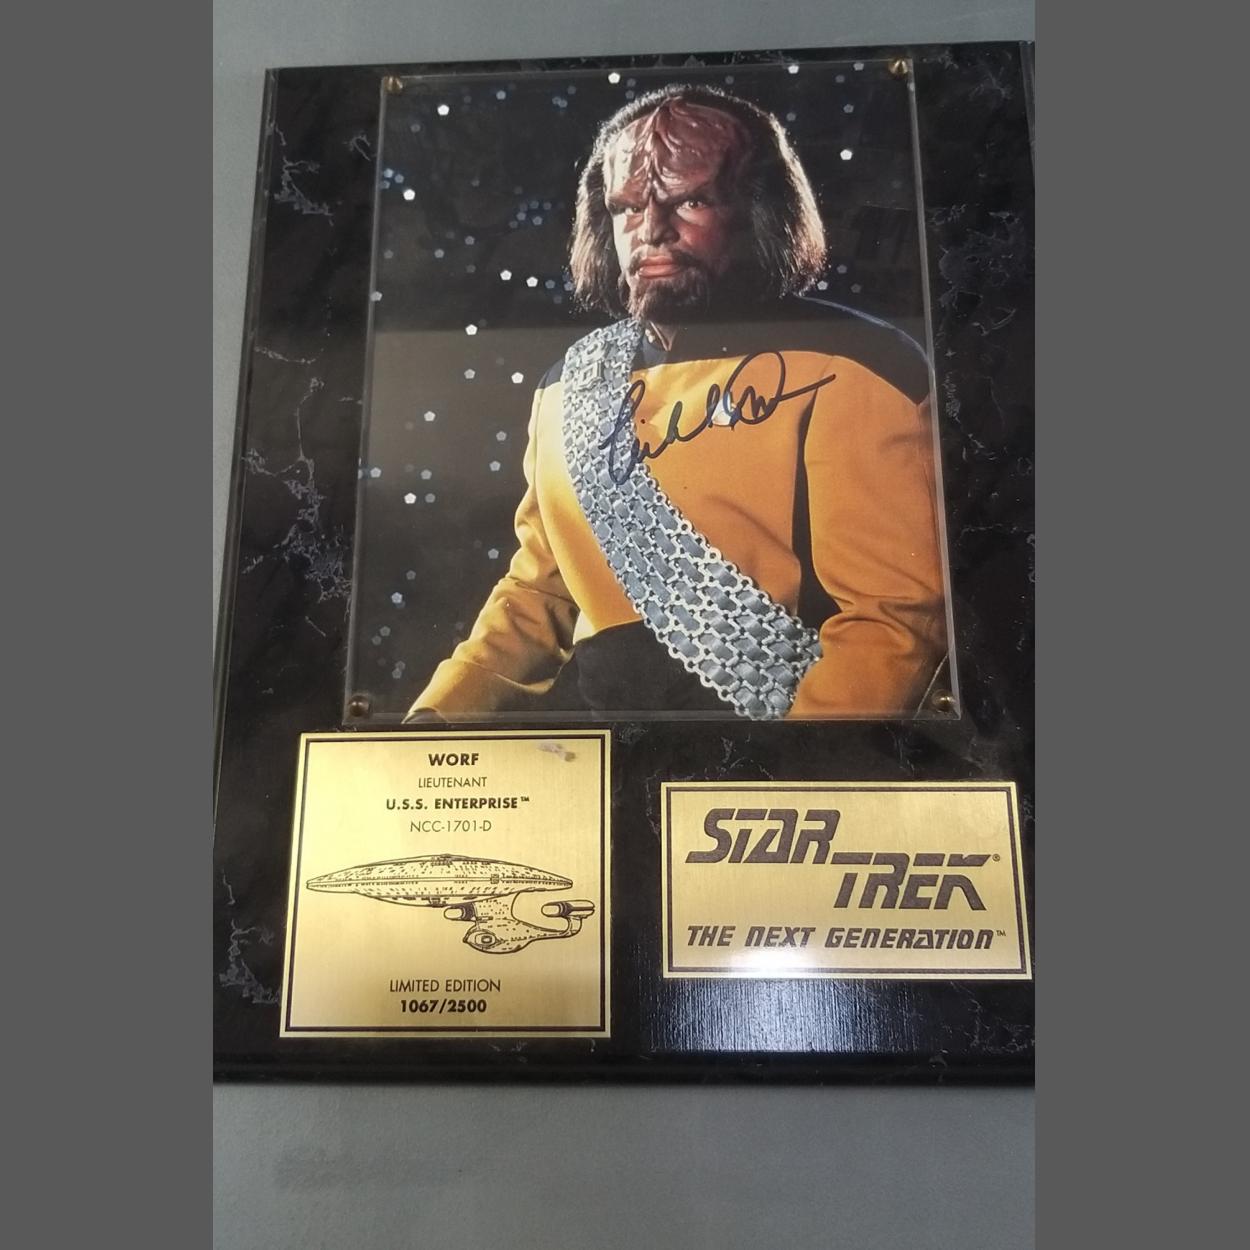 WORF
LIEUTENANT
U.S.S. ENTERPRISE™
NCC-1701-D
LIMITED EDITION
1067/2500
STAR
TREK®
THE NEXT GENERATION™